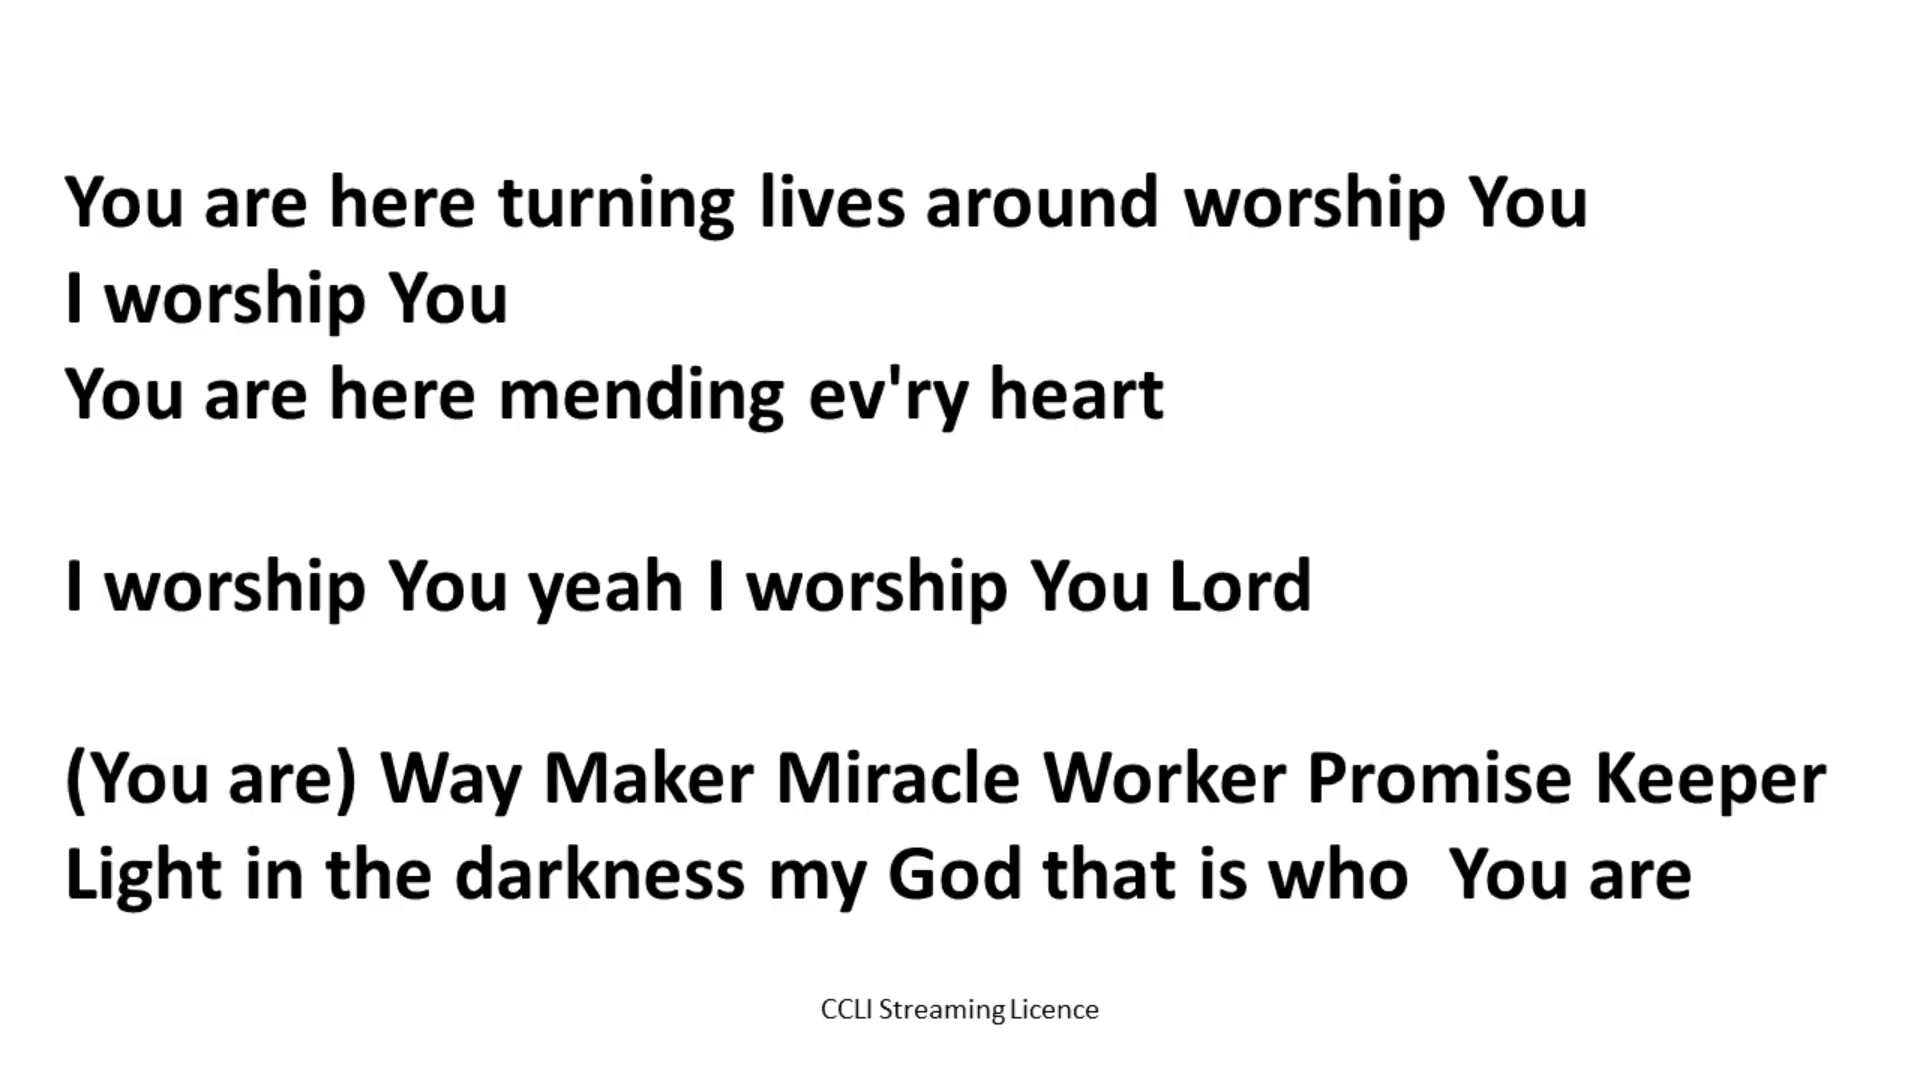 You are here turning lives around worship You
I worship You
You are here mending ev'ry heart
I worship You yeah I worship You Lord
(You are) Way Maker Miracle Worker Promise Keeper
Light in the darkness my God that is who  You are
CCLI Streaming Licence